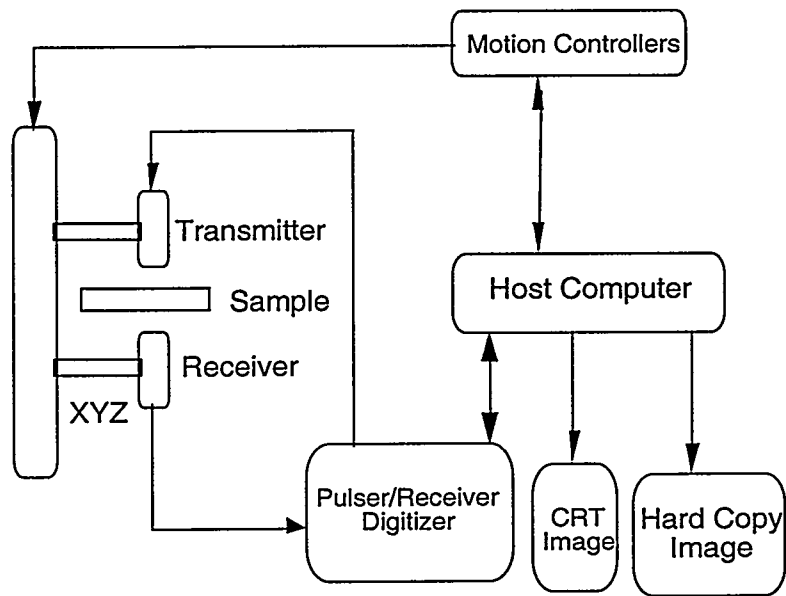 Motion Controllers
Transmitter
Host Computer
Sample
Receiver
XYZ
Pulser/Receiver
Digitizer
CRT
Image
Hard Copy
Image